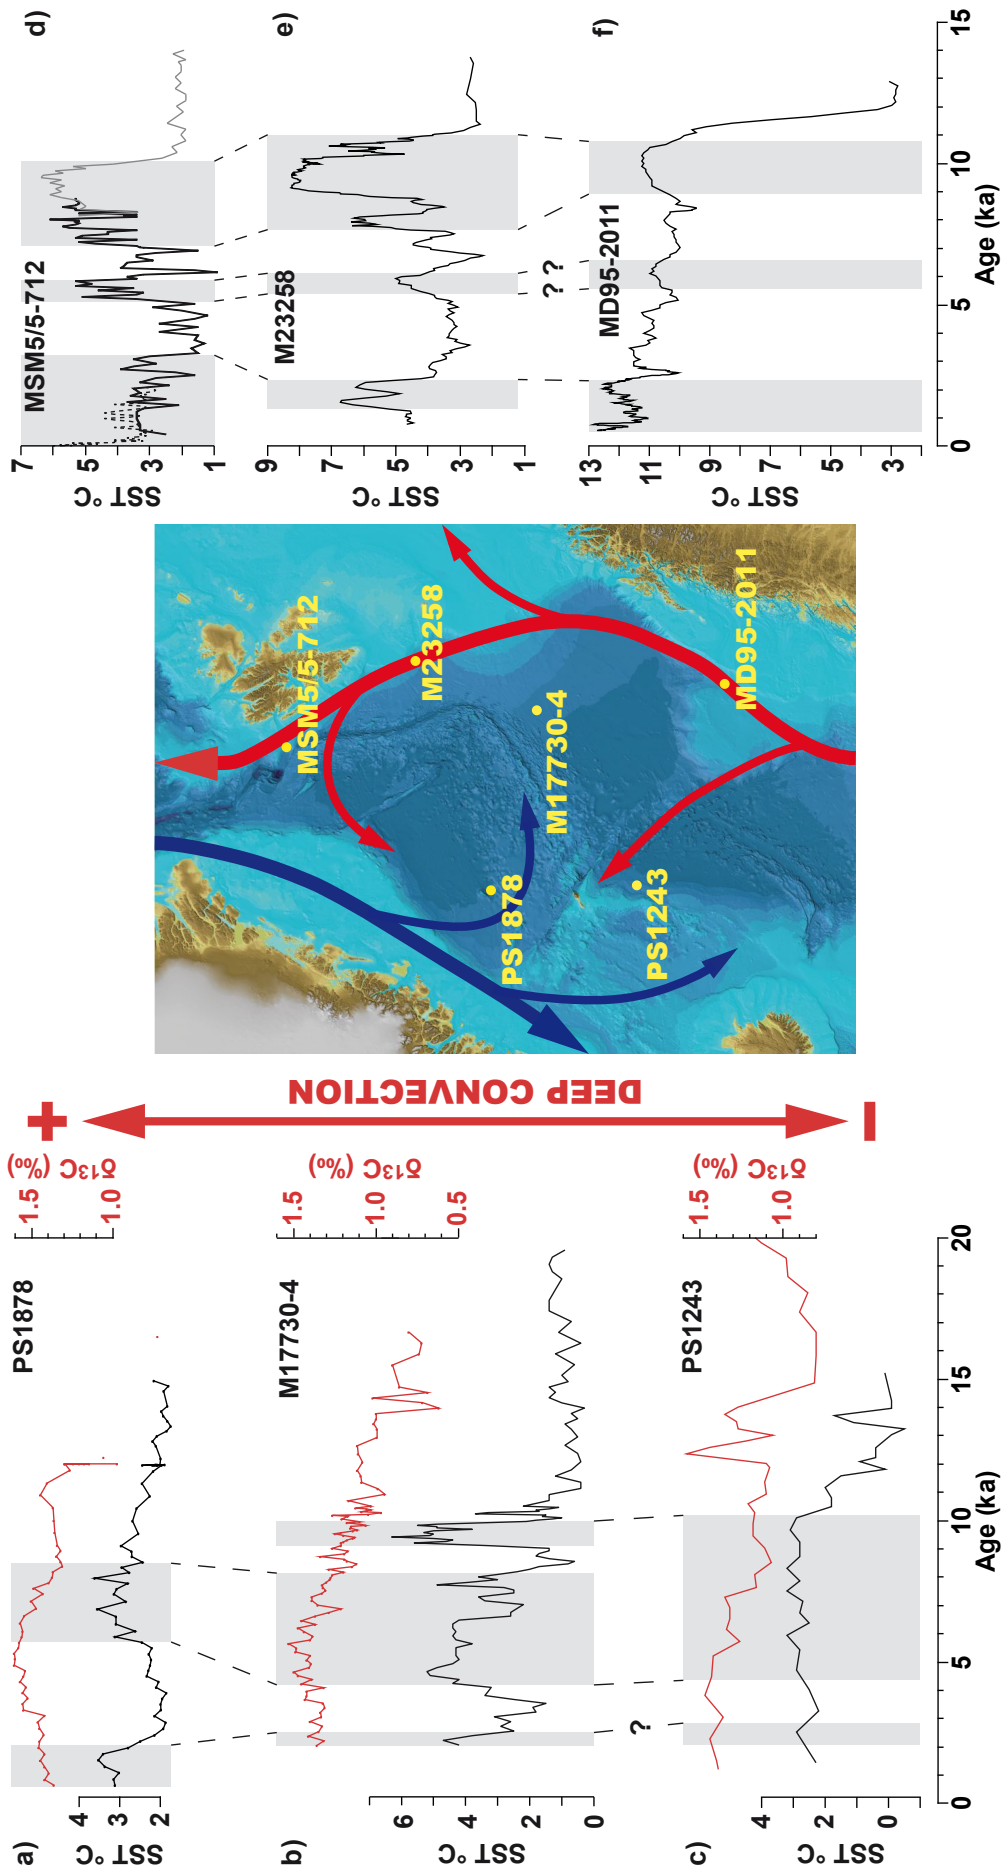 a)
PS1878
4
3
2
SST °C
1.5
1.0
δ13C (‰)
b)
M17730-4
6
4
2
0
SST °C
1.5
1.0
0.5
δ13C (‰)
?
c)
PS1243
4
2
0
SST °C
1.5
1.0
δ13C (‰)
0
5
10
15
20
Age (ka)
+
DEEP CONVECTION
−
MSM5/5-712
M23258
PS1878
M17730-4
PS1243
MD95-2011
d)
MSM5/5-712
7
5
3
1
SST °C
e)
M23258
9
7
5
3
1
SST °C
? ?
f)
MD95-2011
13
11
9
7
5
3
SST °C
0
5
10
15
Age (ka)